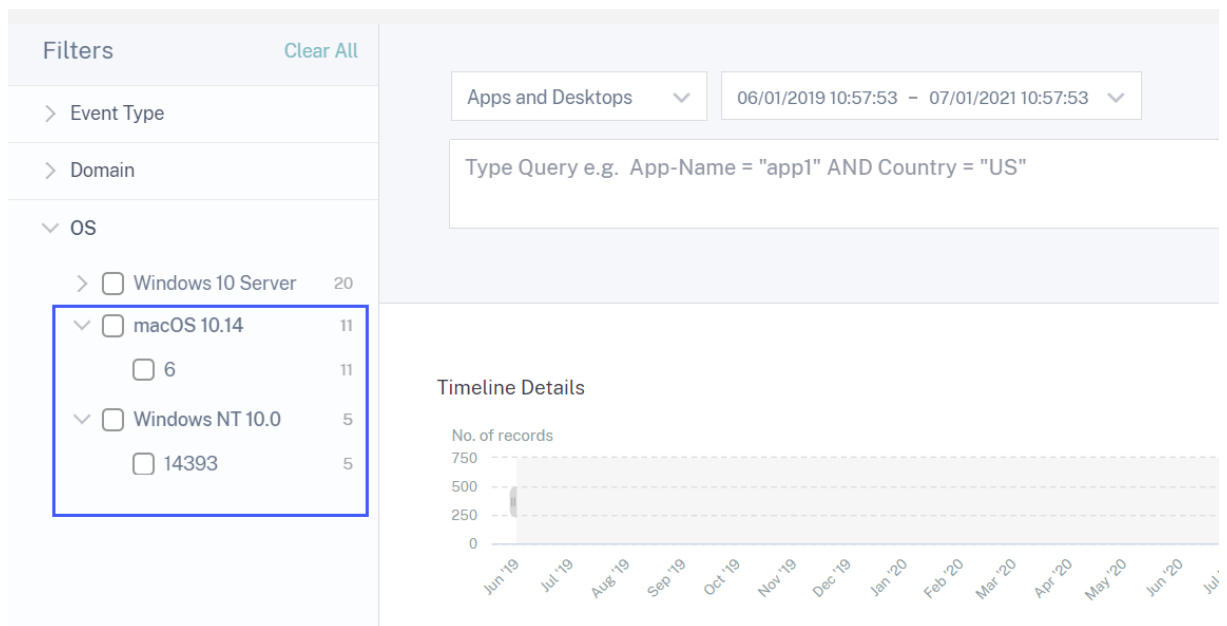 Filters
Clear All
Event Type
Domain
OS
Windows 10 Server 20
macOS 10.14 11
6 11
Windows NT 10.0 5
14393 5
Apps and Desktops
06/01/2019 10:57:53 – 07/01/2021 10:57:53
Type Query e.g. App-Name = "app1" AND Country = "US"
Timeline Details
No. of records
750
500
250
0
Jun '19 Jul '19 Aug '19 Sep '19 Oct '19 Nov '19 Dec '19 Jan '20 Feb '20 Mar '20 Apr '20 May '20 Jun '20